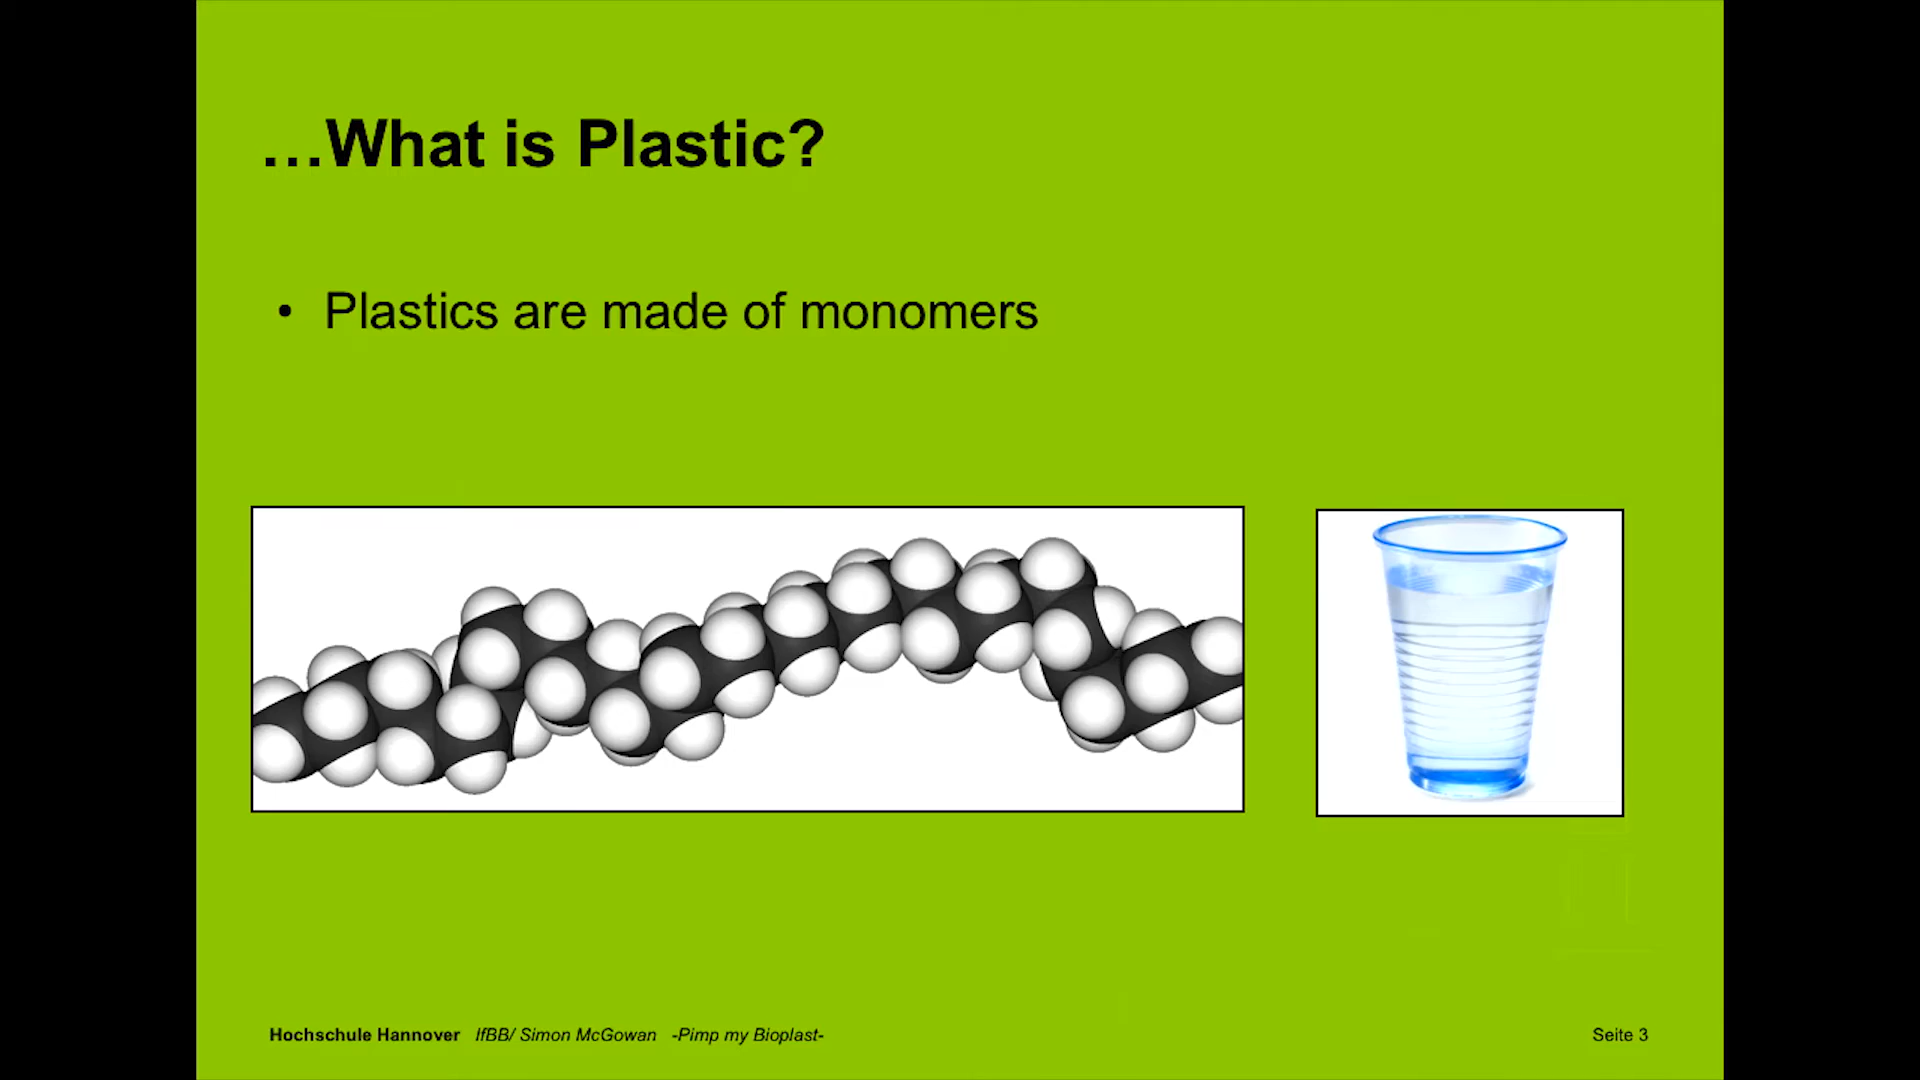 …What is Plastic?
• Plastics are made of monomers
Hochschule Hannover IfBB/ Simon McGowan -Pimp my Bioplast- Seite 3